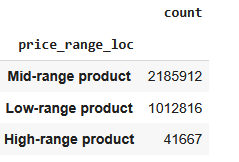 count
price_range_loc
Mid-range product 2185912
Low-range product 1012816
High-range product 41667